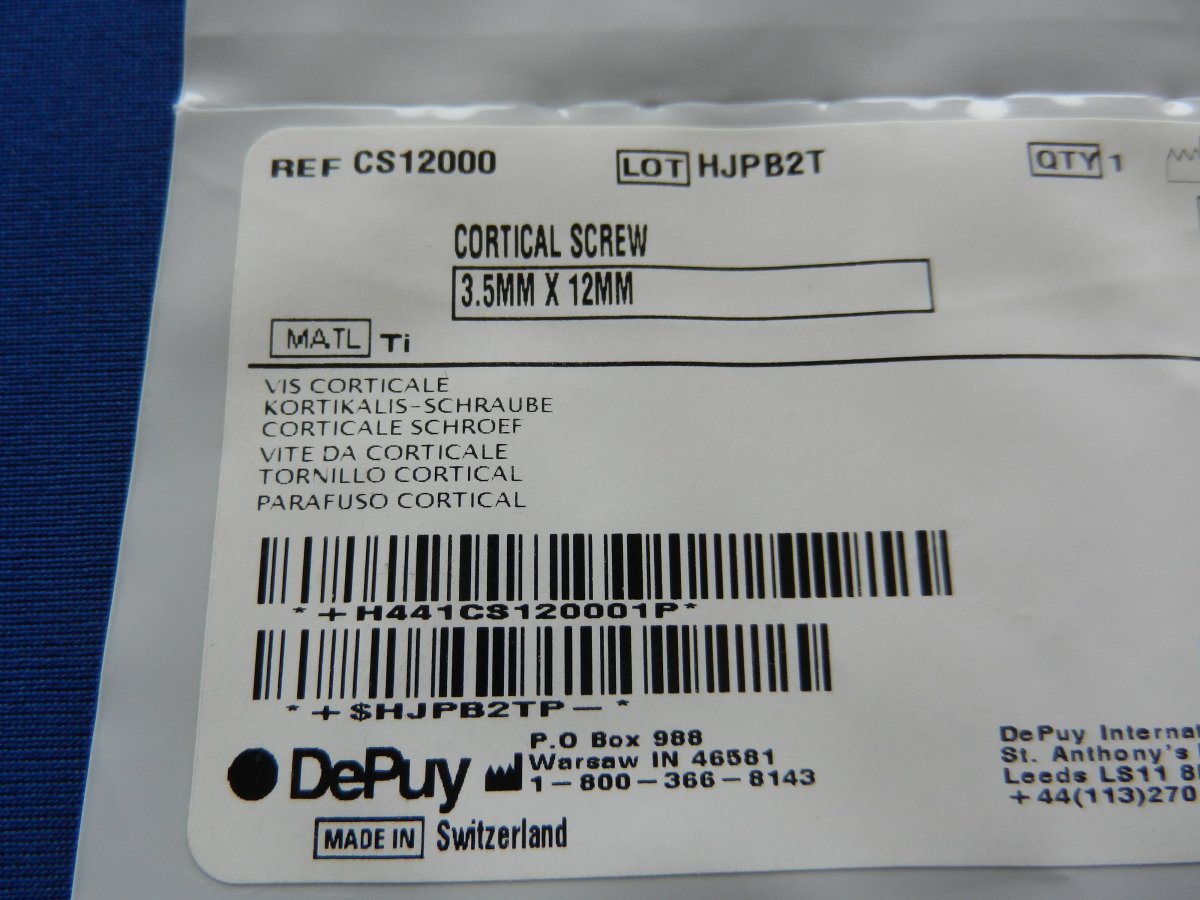 REF CS12000 LOT HJPB2T QTY 1
CORTICAL SCREW
3.5MM X 12MM
MATL Ti
VIS CORTICALE
KORTIKALIS-SCHRAUBE
CORTICALE SCHROEF
VITE DA CORTICALE
TORNILLO CORTICAL
PARAFUSO CORTICAL
*+H441CS120001P*
*+$HJPB2TP-*
DePuy
P.O Box 988
Warsaw IN 46581
1-800-366-8143
MADE IN Switzerland
DePuy
St. Anthony's
Leeds LS11
+44(113)270